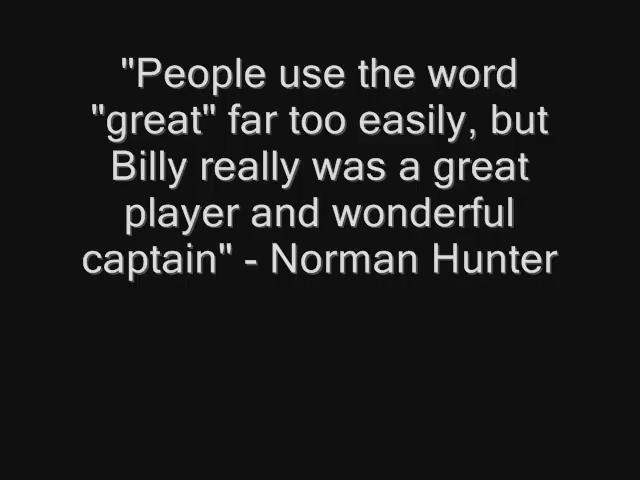 "People use the word
"great" far too easily, but
Billy really was a great
player and wonderful
captain" - Norman Hunter